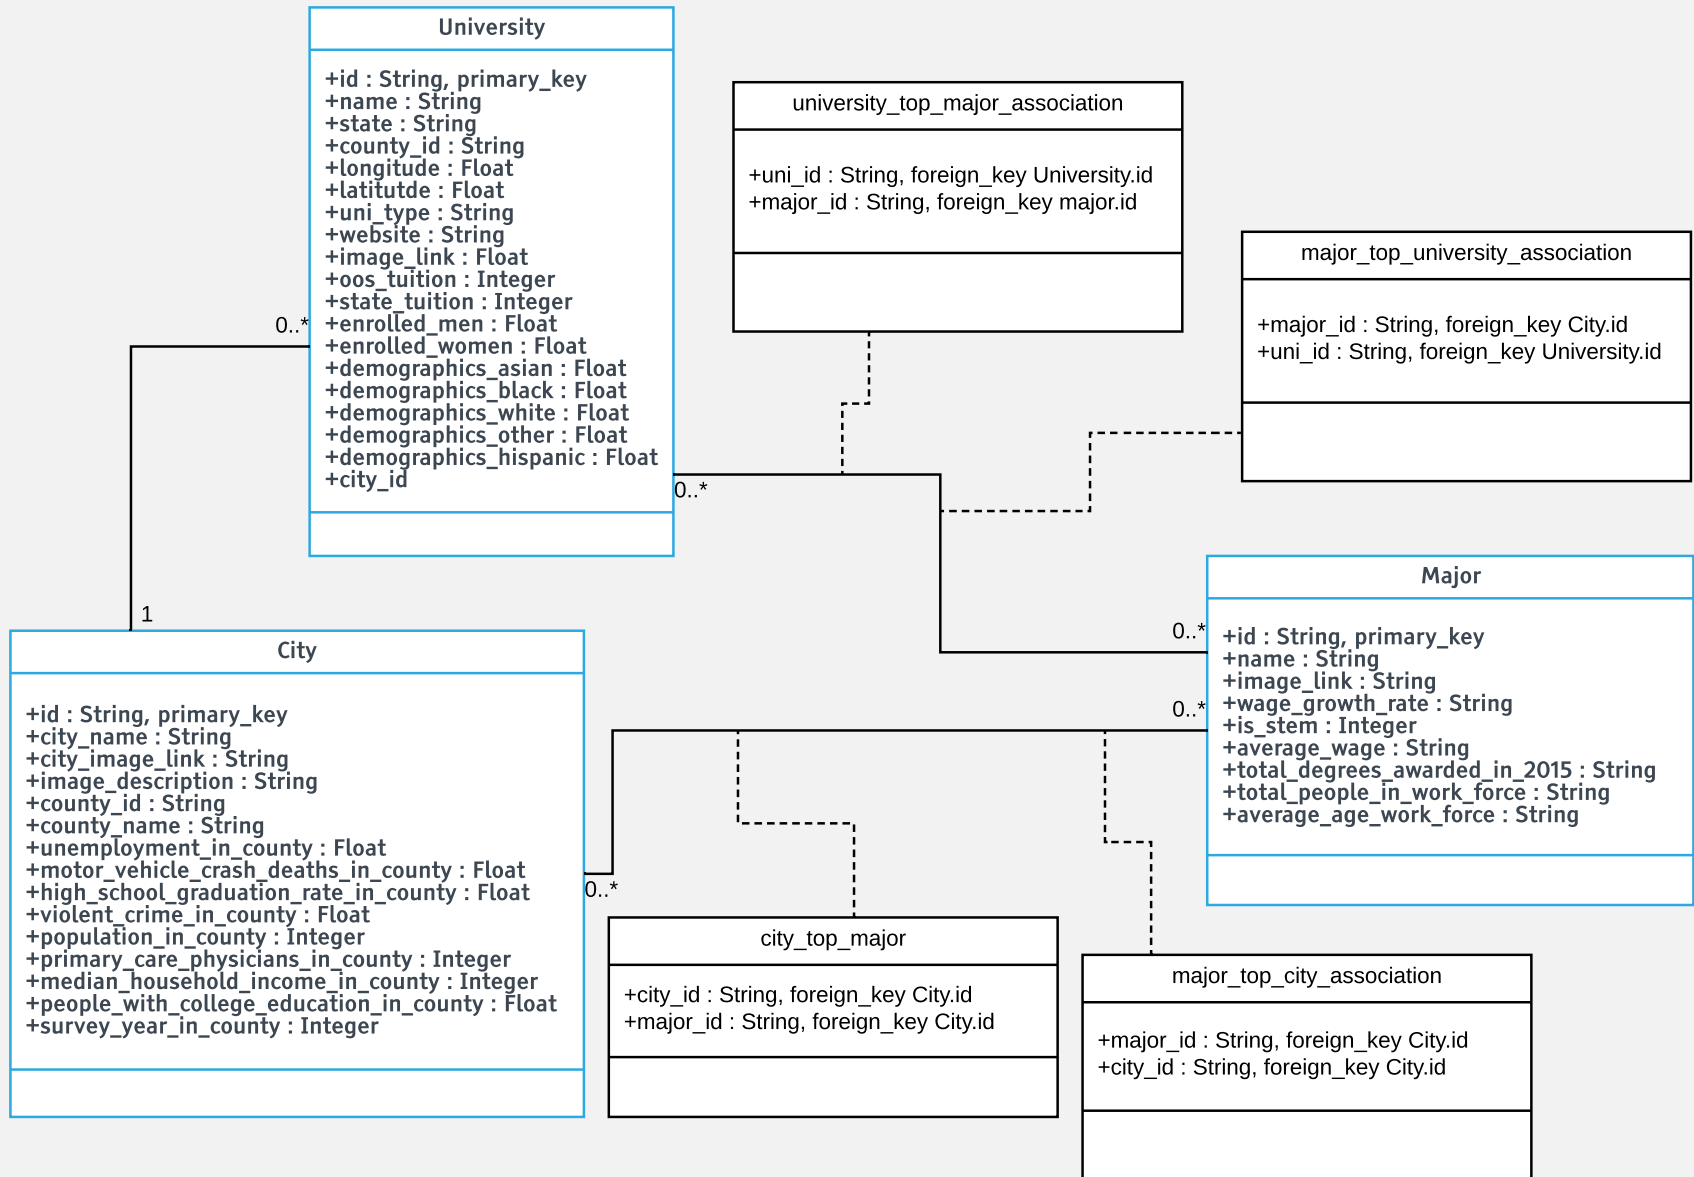 University
+id : String, primary_key
+name : String
+state : String
+county_id : String
+longitude : Float
+latitutde : Float
+uni_type : String
+website : String
+image_link : Float
+oos_tuition : Integer
+state_tuition : Integer
+enrolled_men : Float
+enrolled_women : Float
+demographics_asian : Float
+demographics_black : Float
+demographics_white : Float
+demographics_other : Float
+demographics_hispanic : Float
+city_id
university_top_major_association
+uni_id : String, foreign_key University.id
+major_id : String, foreign_key major.id
major_top_university_association
+major_id : String, foreign_key City.id
+uni_id : String, foreign_key University.id
0..*
0..*
1
City
+id : String, primary_key
+city_name : String
+city_image_link : String
+image_description : String
+county_id : String
+county_name : String
+unemployment_in_county : Float
+motor_vehicle_crash_deaths_in_county : Float
+high_school_graduation_rate_in_county : Float
+violent_crime_in_county : Float
+population_in_county : Integer
+primary_care_physicians_in_county : Integer
+median_household_income_in_county : Integer
+people_with_college_education_in_county : Float
+survey_year_in_county : Integer
0..*
0..*
0..*
Major
+id : String, primary_key
+name : String
+image_link : String
+wage_growth_rate : String
+is_stem : Integer
+average_wage : String
+total_degrees_awarded_in_2015 : String
+total_people_in_work_force : String
+average_age_work_force : String
city_top_major
+city_id : String, foreign_key City.id
+major_id : String, foreign_key City.id
major_top_city_association
+major_id : String, foreign_key City.id
+city_id : String, foreign_key City.id